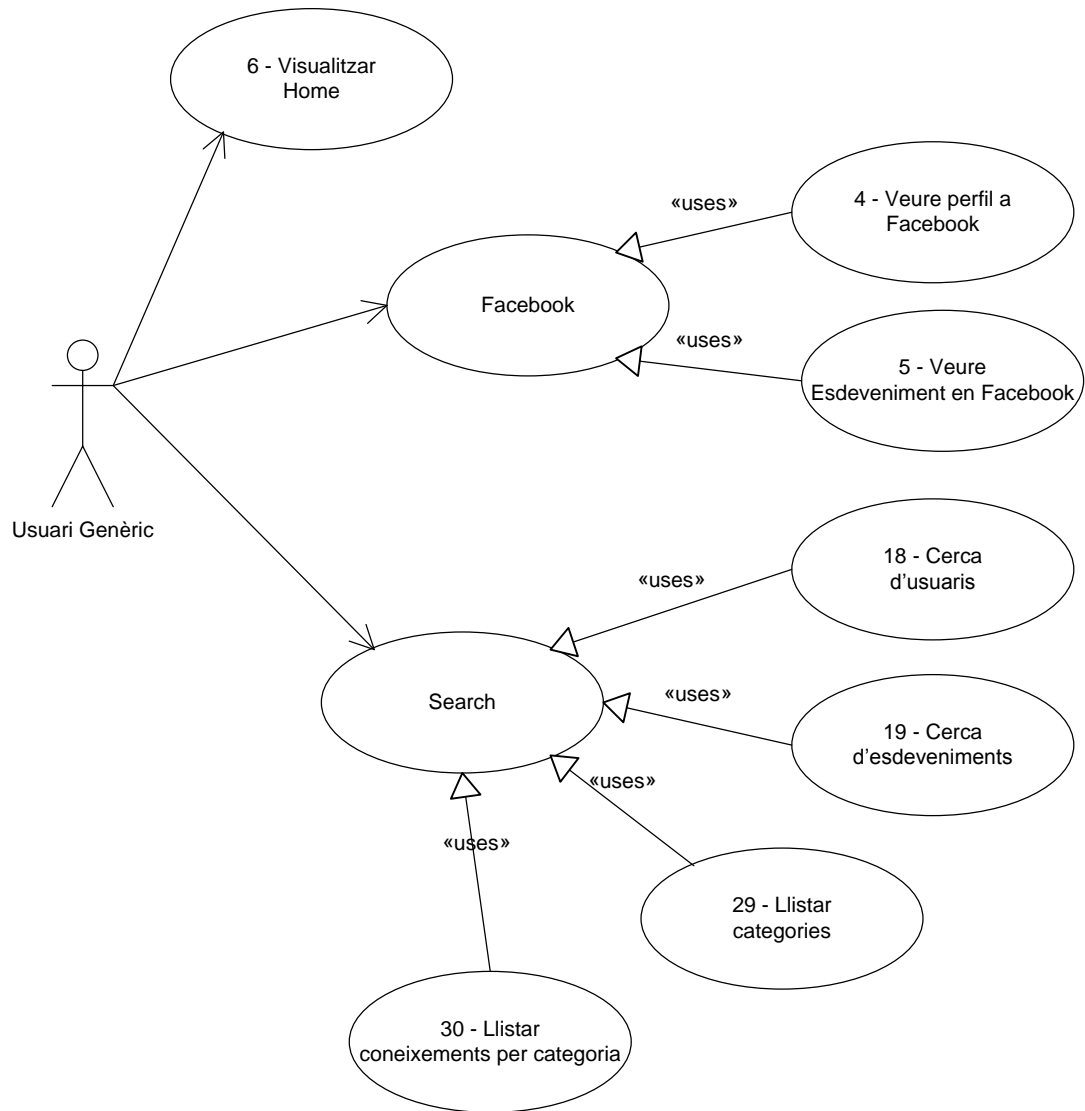 6 - Visualitzar
Home
«uses»
4 - Veure perfil a
Facebook
Facebook
«uses»
5 - Veure
Esdeveniment en Facebook
Usuari Genèric
«uses»
18 - Cerca
d’usuaris
Search
«uses»
19 - Cerca
d’esdeveniments
«uses»
«uses»
29 - Llistar
categories
30 - Llistar
coneixements per categoria